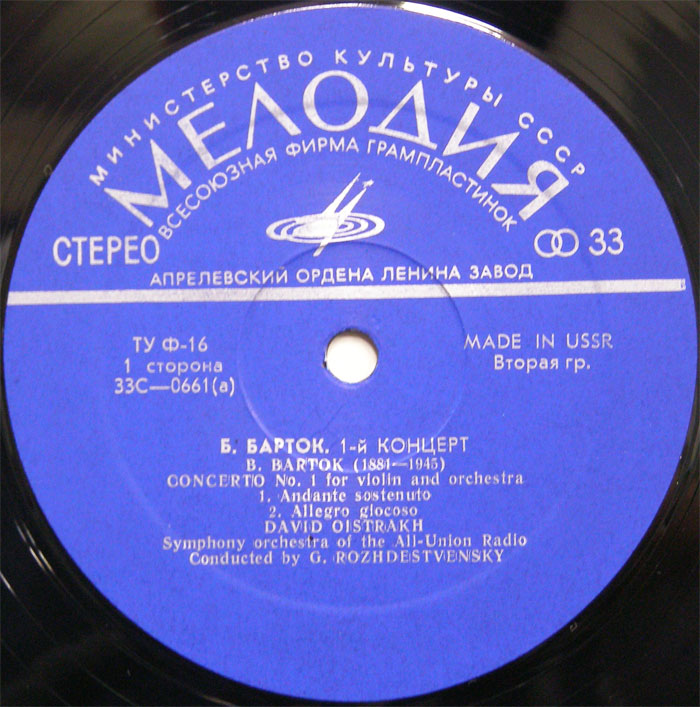 МИНИСТЕРСТВО КУЛЬТУРЫ СССР
МЕЛОДИЯ
ВСЕСОЮЗНАЯ ФИРМА ГРАМПЛАСТИНОК
СТЕРЕО
33
АПРЕЛЕВСКИЙ ОРДЕНА ЛЕНИНА ЗАВОД
ТУ Ф-16
1 сторона
33С—0661(а)
MADE IN USSR
Вторая гр.
Б. БАРТОК. 1-й КОНЦЕРТ
B. BARTOK (1881—1945)
CONCERTO No. 1 for violin and orchestra
1. Andante sostenuto
2. Allegro giocoso
DAVID OISTRAKH
Symphony orchestra of the All-Union Radio
Conducted by G. ROZHDESTVENSKY